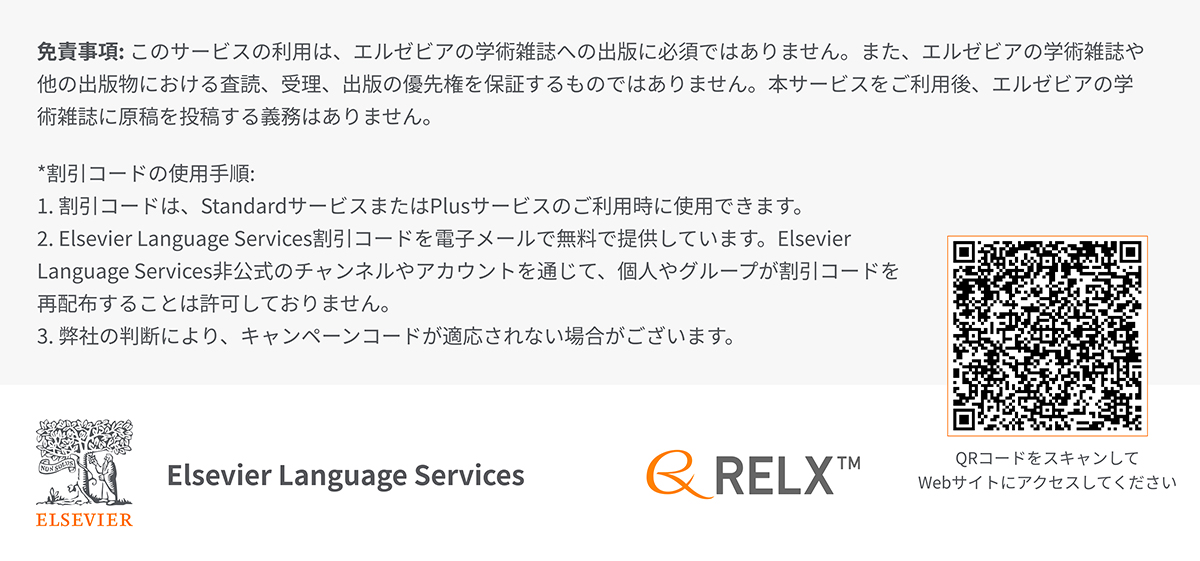 免責事項: このサービスの利用は、エルゼビアの学術雑誌への出版に必須ではありません。また、エルゼビアの学術雑誌や
他の出版物における査読、受理、出版の優先権を保証するものではありません。本サービスをご利用後、エルゼビアの学
術雑誌に原稿を投稿する義務はありません。
*割引コードの使用手順:
1. 割引コードは、StandardサービスまたはPlusサービスのご利用時に使用できます。
2. Elsevier Language Services割引コードを電子メールで無料で提供しています。Elsevier
Language Services非公式のチャンネルやアカウントを通じて、個人やグループが割引コードを
再配布することは許可しておりません。
3. 弊社の判断により、キャンペーンコードが適応されない場合がございます。
NON SOLUS
ELSEVIER
Elsevier Language Services
RELX™
QRコードをスキャンして
Webサイトにアクセスしてください